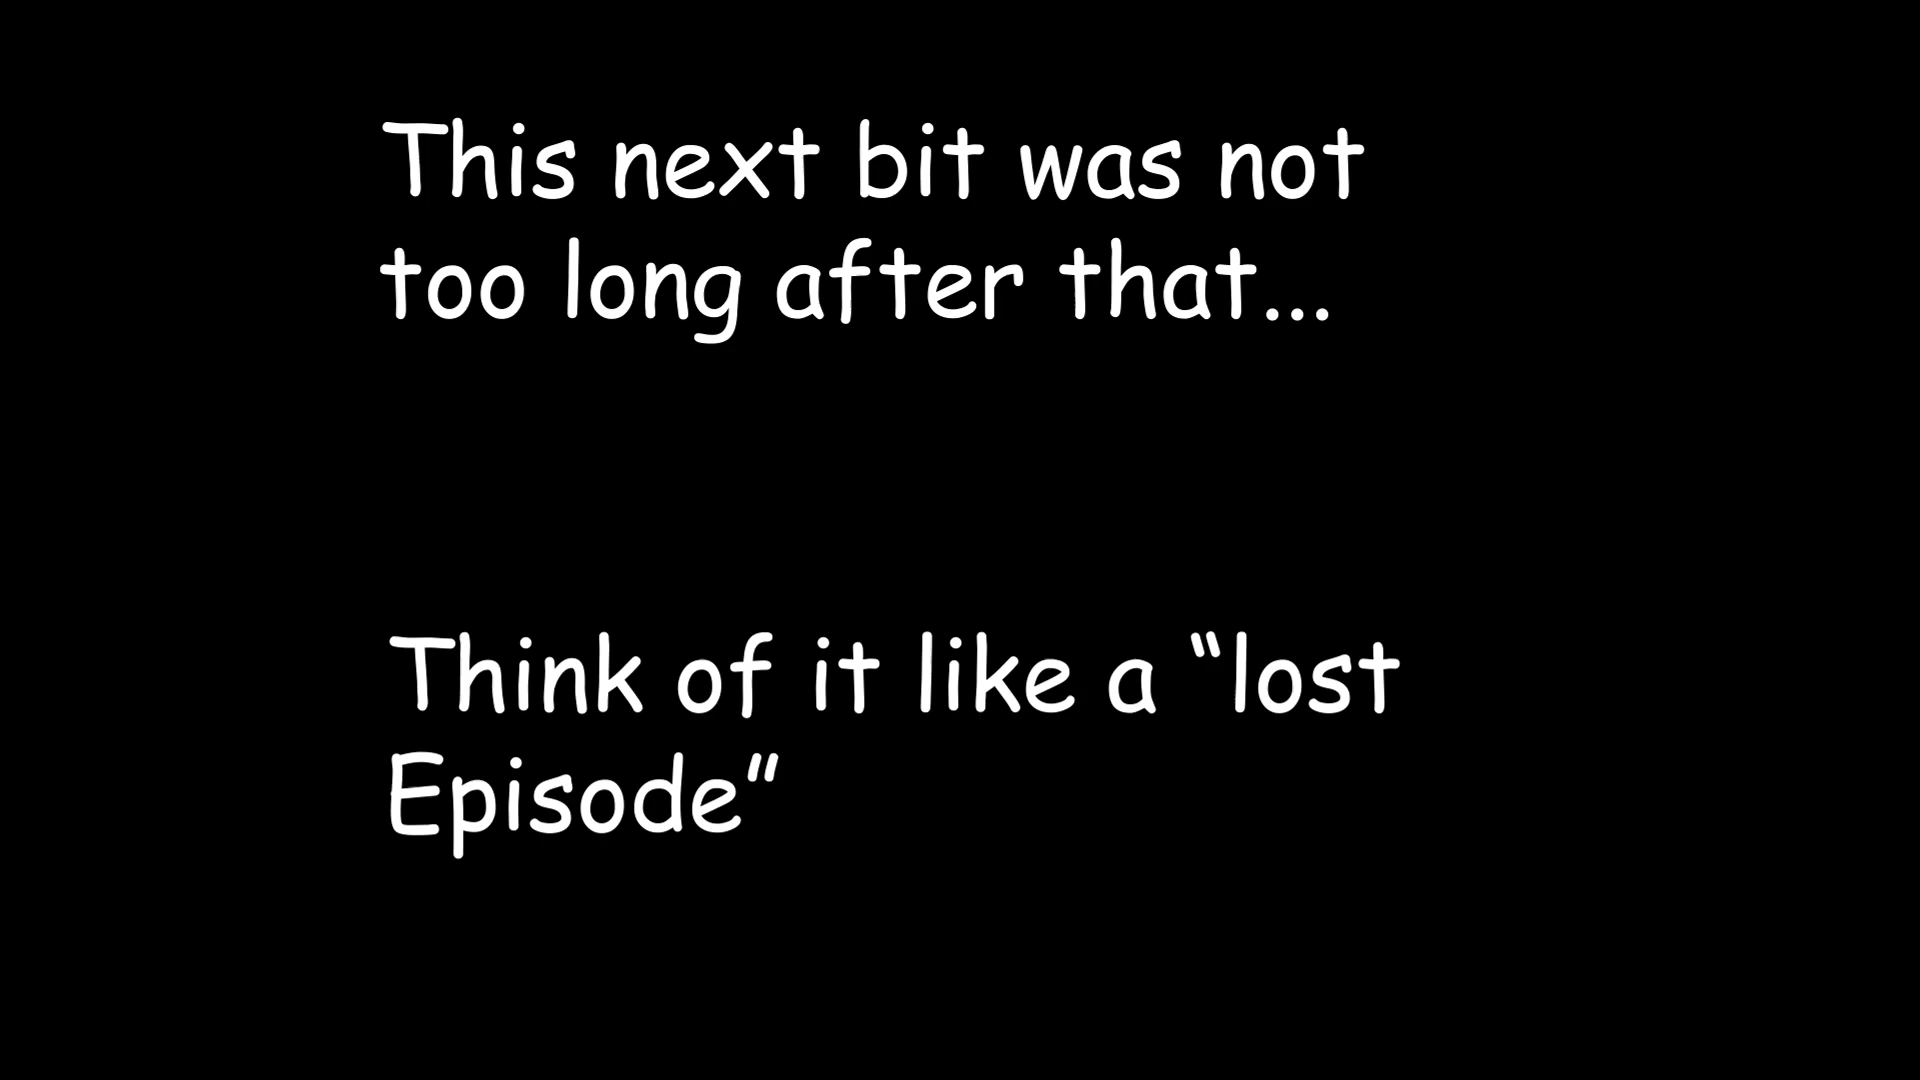 This next bit was not
too long after that...
Think of it like a “lost
Episode”